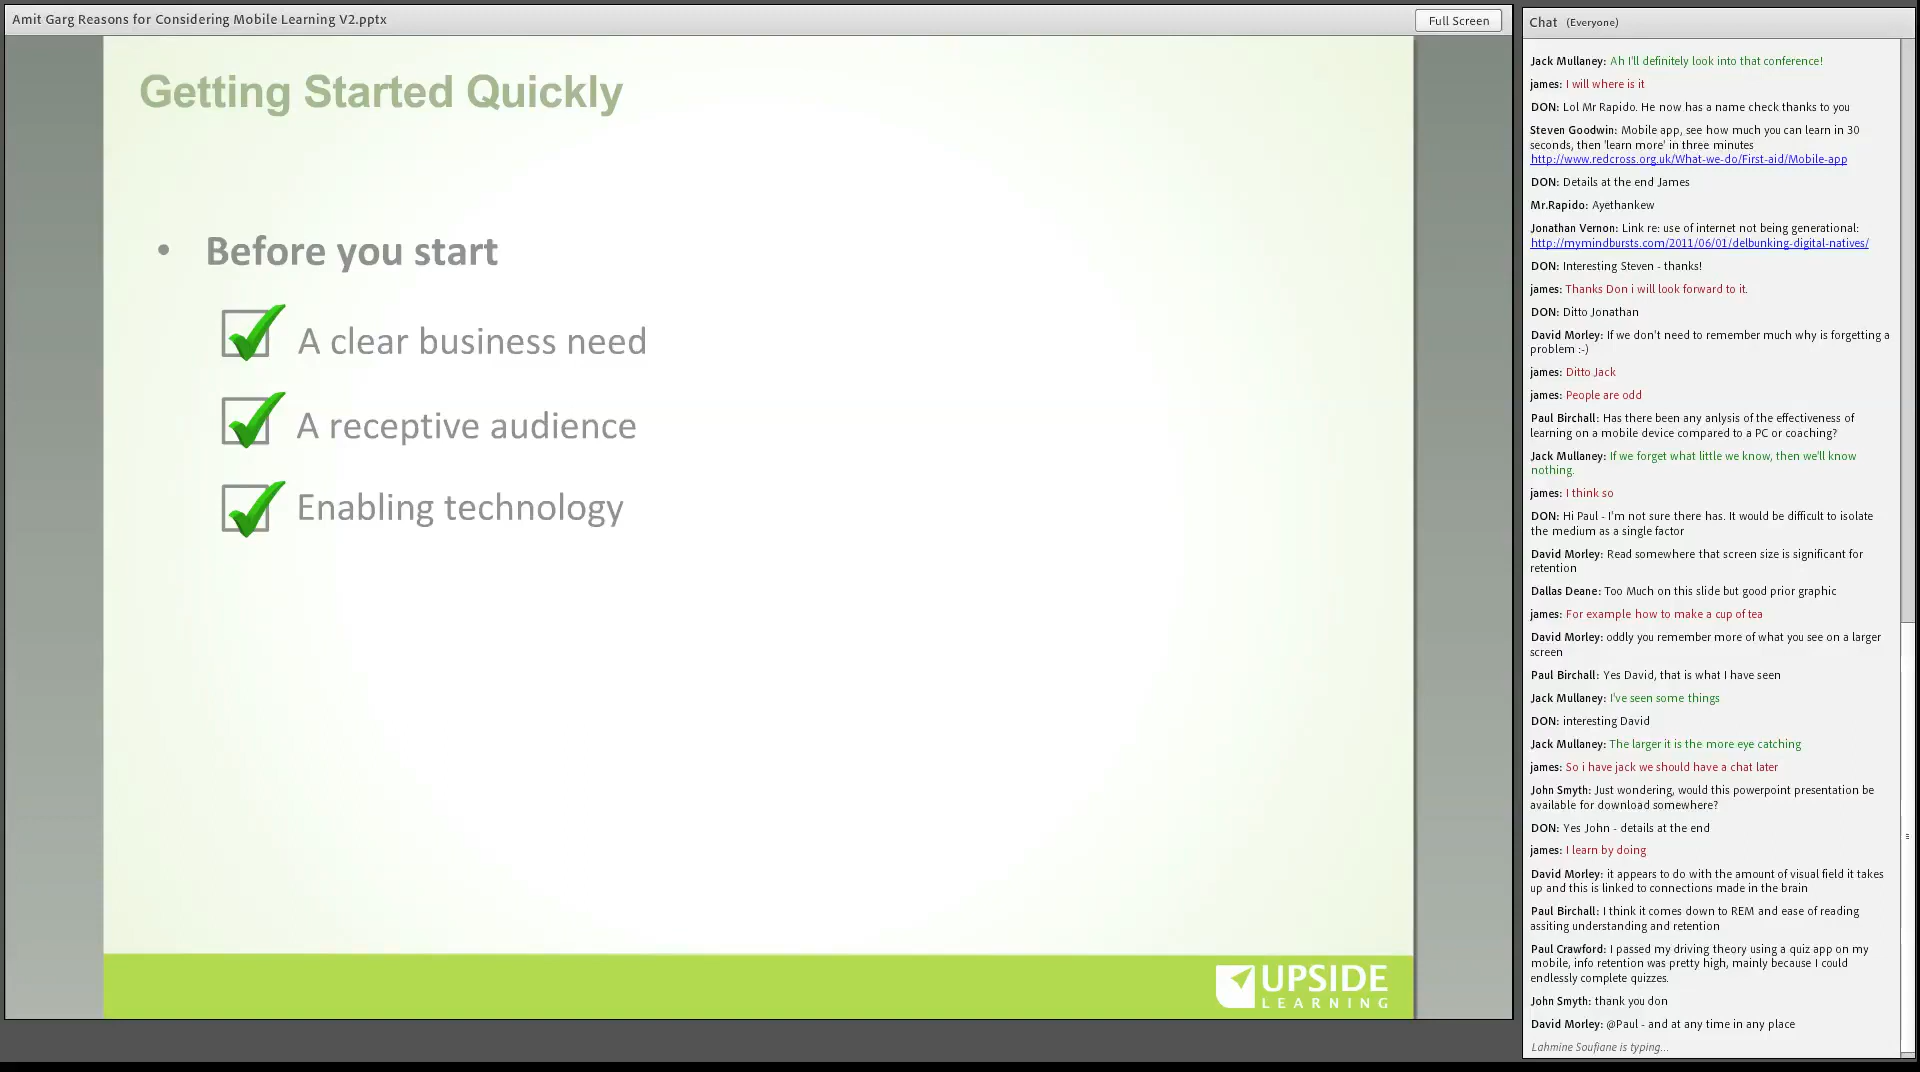 Amit Garg Reasons for Considering Mobile Learning V2.pptx
Full Screen
Getting Started Quickly
• Before you start
A clear business need
A receptive audience
Enabling technology
UPSIDE
LEARNING
Chat (Everyone)
Jack Mullaney: Ah I'll definitely look into that conference!
james: I will where is it
DON: Lol Mr Rapido. He now has a name check thanks to you
Steven Goodwin: Mobile app, see how much you can learn in 30
seconds, then 'learn more' in three minutes
http://www.redcross.org.uk/What-we-do/First-aid/Mobile-app
DON: Details at the end James
Mr.Rapido: Ayethankew
Jonathan Vernon: Link re: use of internet not being generational:
http://mymindbursts.com/2011/06/01/delbunking-digital-natives/
DON: Interesting Steven - thanks!
james: Thanks Don i will look forward to it.
DON: Ditto Jonathan
David Morley: If we don't need to remember much why is forgetting a
problem :-)
james: Ditto Jack
james: People are odd
Paul Birchall: Has there been any anlysis of the effectiveness of
learning on a mobile device compared to a PC or coaching?
Jack Mullaney: If we forget what little we know, then we'll know
nothing.
james: I think so
DON: Hi Paul - I'm not sure there has. It would be difficult to isolate
the medium as a single factor
David Morley: Read somewhere that screen size is significant for
retention
Dallas Deane: Too Much on this slide but good prior graphic
james: For example how to make a cup of tea
David Morley: oddly you remember more of what you see on a larger
screen
Paul Birchall: Yes David, that is what I have seen
Jack Mullaney: I've seen some things
DON: interesting David
Jack Mullaney: The larger it is the more eye catching
james: So i have jack we should have a chat later
John Smyth: Just wondering, would this powerpoint presentation be
available for download somewhere?
DON: Yes John - details at the end
james: I learn by doing
David Morley: it appears to do with the amount of visual field it takes
up and this is linked to connections made in the brain
Paul Birchall: I think it comes down to REM and ease of reading
assiting understanding and retention
Paul Crawford: I passed my driving theory using a quiz app on my
mobile, info retention was pretty high, mainly because I could
endlessly complete quizzes.
John Smyth: thank you don
David Morley: @Paul - and at any time in any place
Lahmine Soufiane is typing...